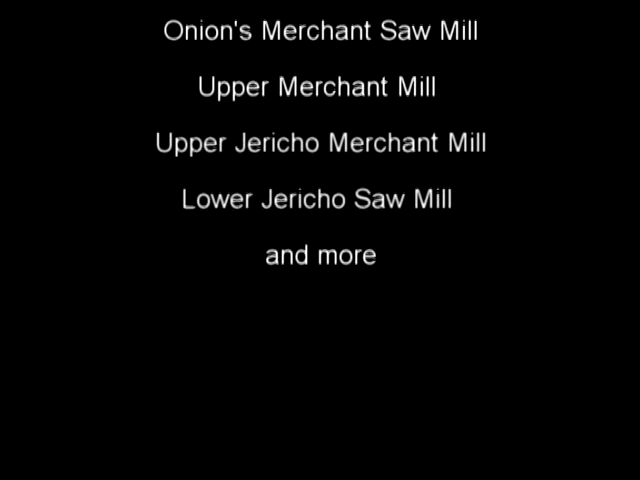 Onion's Merchant Saw Mill
Upper Merchant Mill
Upper Jericho Merchant Mill
Lower Jericho Saw Mill
and more